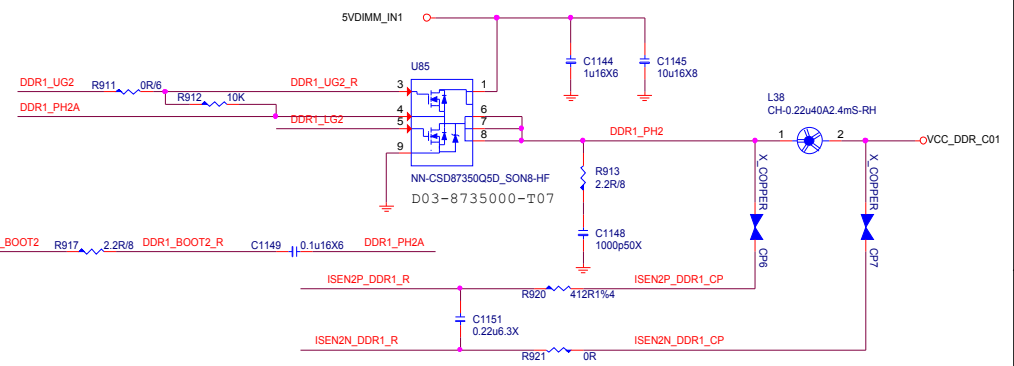 5VDIMM_IN1
U85
C1144
1u16X6
C1145
10u16X8
DDR1_UG2
R911
0R/6
DDR1_UG2_R
3
1
L38
CH-0.22u40A2.4mS-RH
R912
10K
DDR1_PH2A
4
6
DDR1_LG2
5
7
8
DDR1_PH2
1
2
VCC_DDR_C01
9
X_COPPER
X_COPPER
R913
2.2R/8
NN-CSD87350Q5D_SON8-HF
D03-8735000-T07
C1148
1000p50X
_BOOT2
R917
2.2R/8
DDR1_BOOT2_R
C1149
0.1u16X6
DDR1_PH2A
CP6
CP7
ISEN2P_DDR1_R
ISEN2P_DDR1_CP
R920
412R1%4
C1151
0.22u6.3X
ISEN2N_DDR1_R
ISEN2N_DDR1_CP
R921
0R